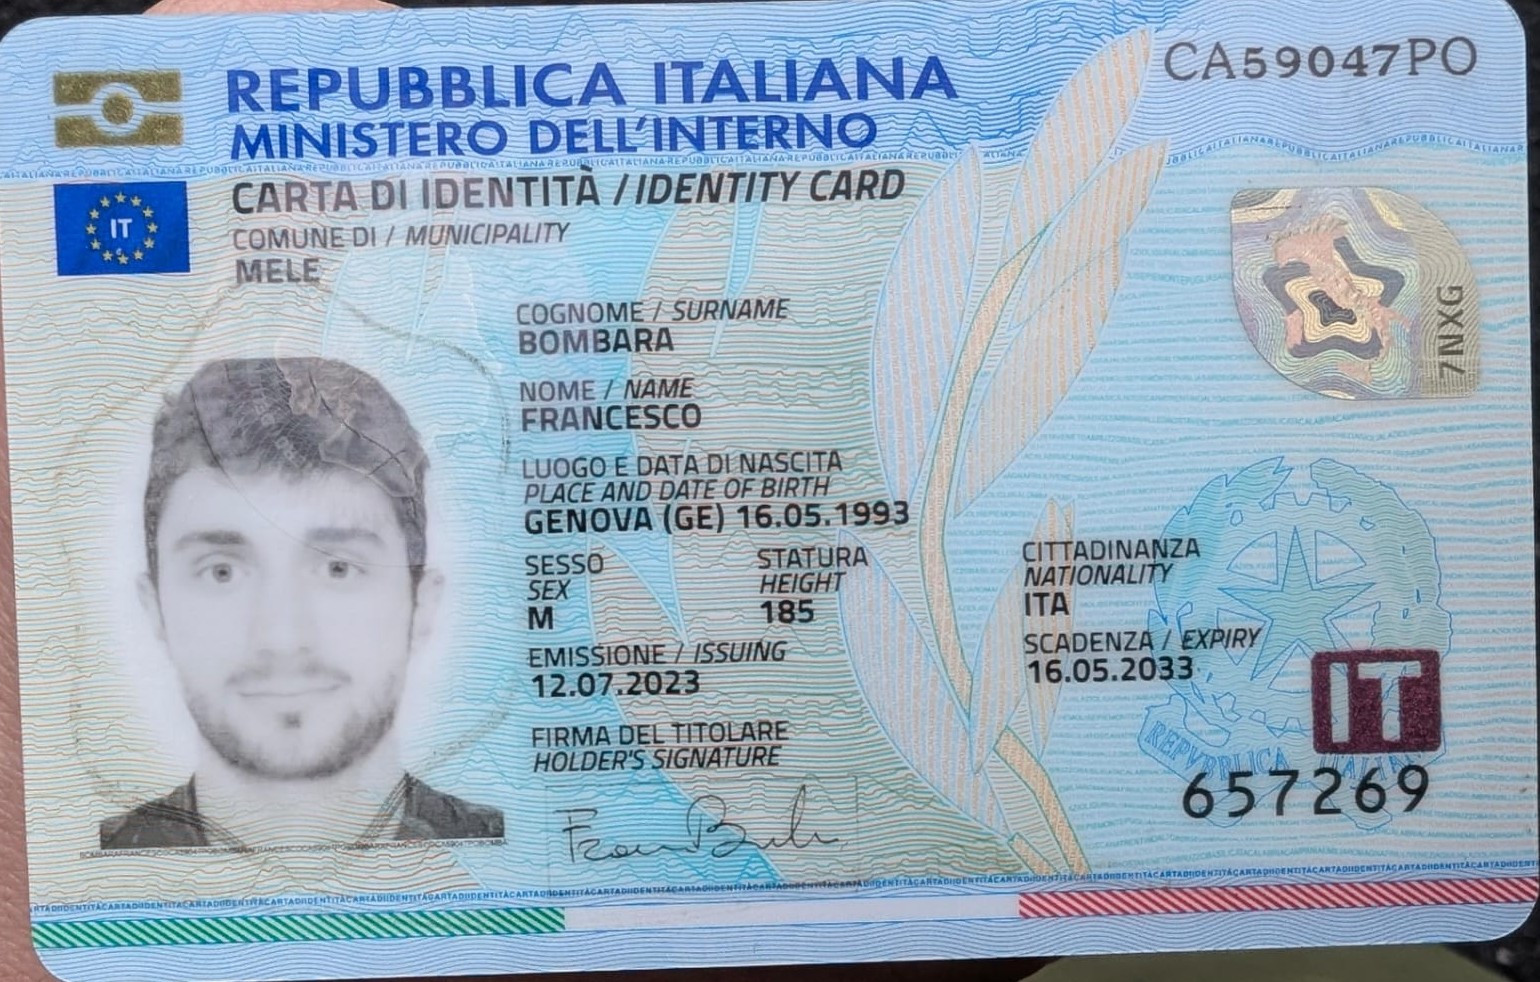 CA59047PO
REPUBBLICA ITALIANA
MINISTERO DELL'INTERNO
CARTA DI IDENTITÀ / IDENTITY CARD
COMUNE DI / MUNICIPALITY
MELE
IT
COGNOME / SURNAME
BOMBARA
NOME / NAME
FRANCESCO
LUOGO E DATA DI NASCITA
PLACE AND DATE OF BIRTH
GENOVA (GE) 16.05.1993
SESSO
SEX
M
STATURA
HEIGHT
185
CITTADINANZA
NATIONALITY
ITA
EMISSIONE / ISSUING
12.07.2023
SCADENZA / EXPIRY
16.05.2033
FIRMA DEL TITOLARE
HOLDER'S SIGNATURE
7NXG
IT
REPVBBLICA ITALIANA
657269